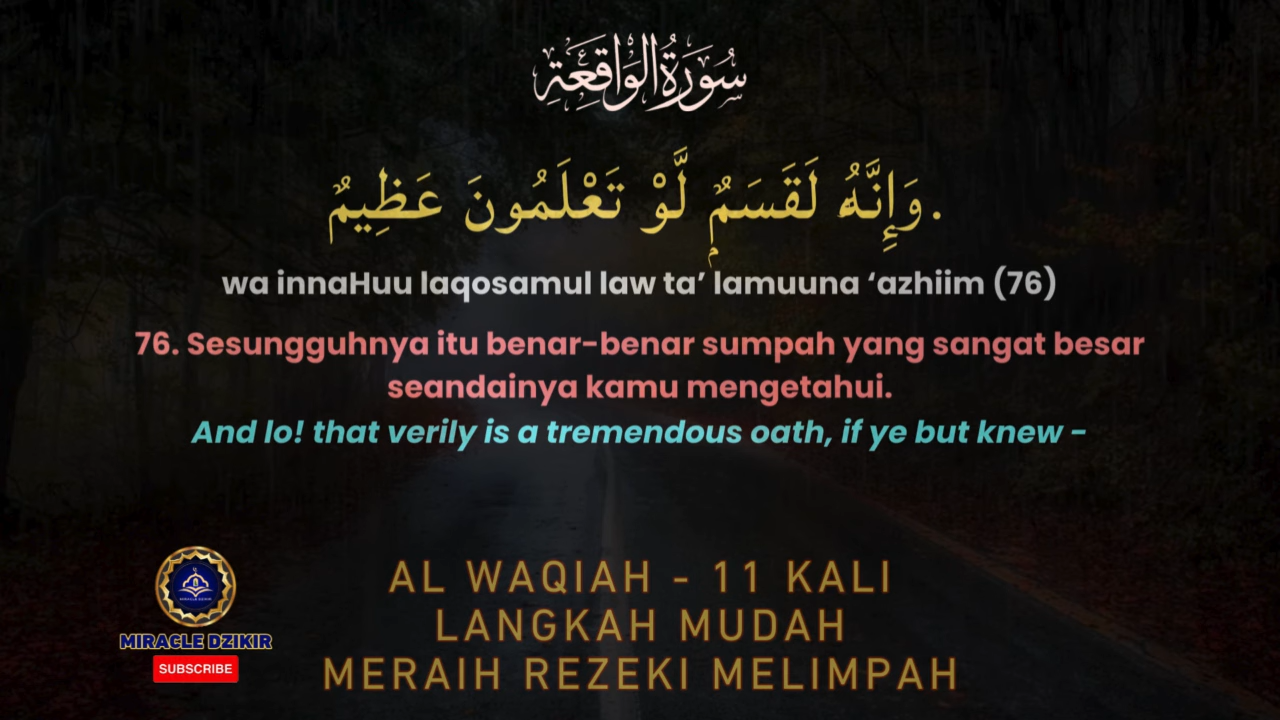 سُورَةُ الْوَاقِعَةِ
وَإِنَّهُ لَقَسَمٌ لَّوْ تَعْلَمُونَ عَظِيمٌ.
wa innaHuu laqosamul law ta’ lamuuna ‘azhiim (76)
76. Sesungguhnya itu benar-benar sumpah yang sangat besar
seandainya kamu mengetahui.
And lo! that verily is a tremendous oath, if ye but knew -
AL WAQIAH - 11 KALI
LANGKAH MUDAH
MERAIH REZEKI MELIMPAH
MIRACLE DZIKIR
SUBSCRIBE